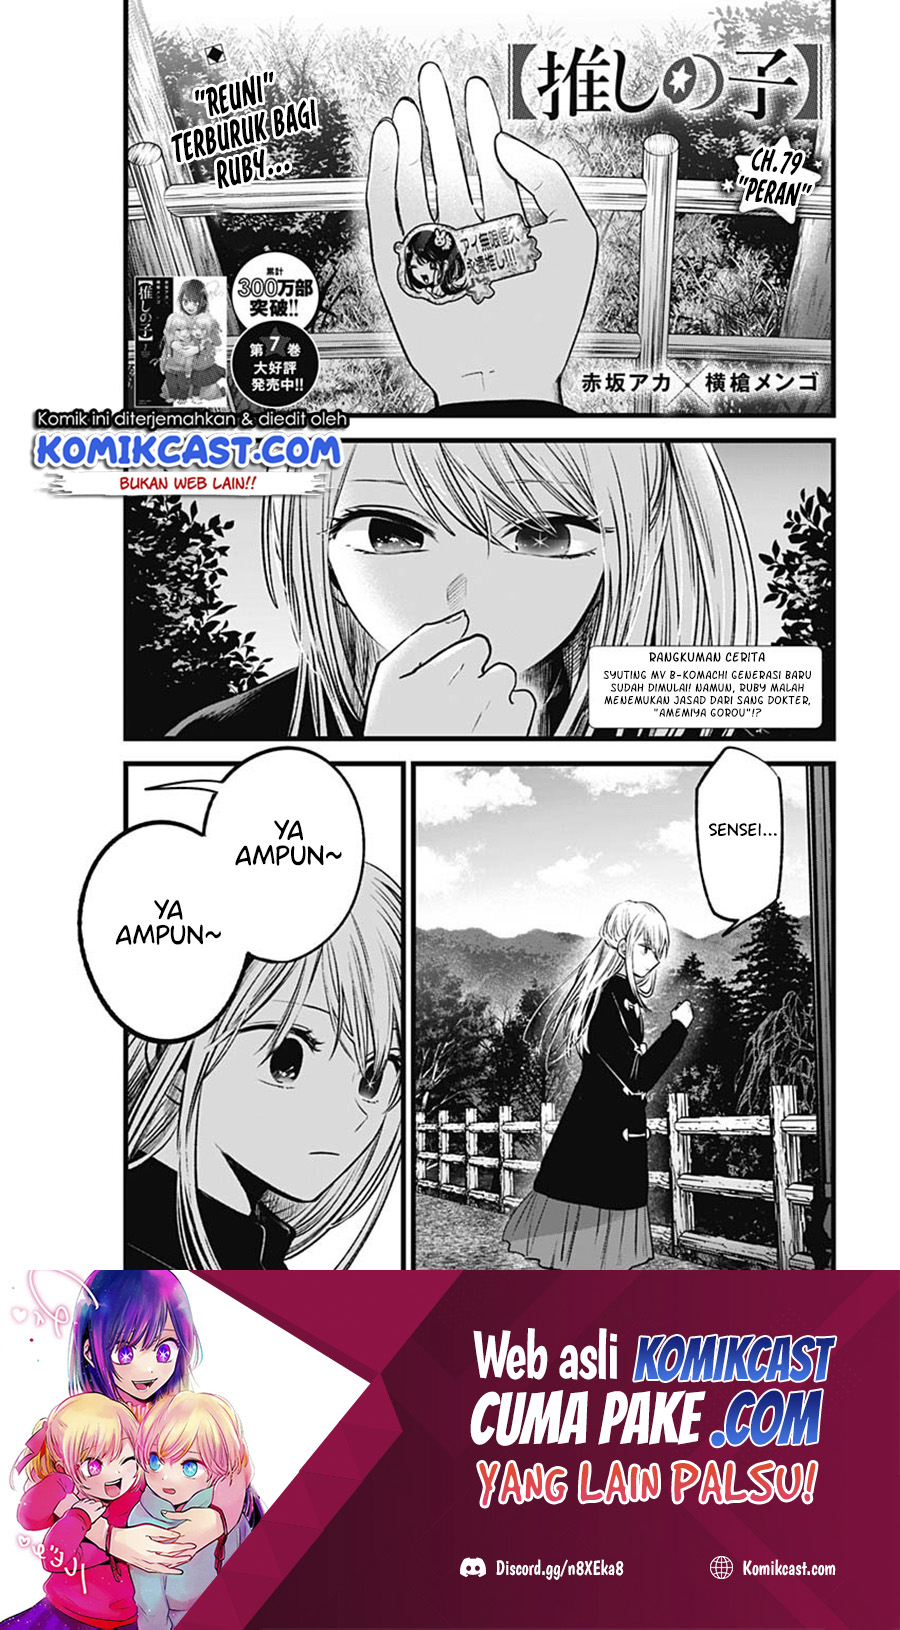 "REUNI"
TERBURUK BAGI
RUBY...
【推しの子】
CH.79
"PERAN"
アイ無限恒久
永遠推し!!!
累計
300万部
突破!!
第7巻
大好評
発売中!!
【推しの子】
赤坂アカ×横槍メンゴ
Komik ini diterjemahkan & diedit oleh
KOMIKCAST.COM
BUKAN WEB LAIN!!
RANGKUMAN CERITA
SYUTING MV B-KOMACHI GENERASI BARU
SUDAH DIMULAI! NAMUN, RUBY MALAH
MENEMUKAN JASAD DARI SANG DOKTER,
"AMEMIYA GOROU"!?
SENSEI...
YA
AMPUN~
YA
AMPUN~
Web asli KOMIKCAST
CUMA PAKE .COM
YANG LAIN PALSU!
Discord.gg/n8XEka8
Komikcast.com